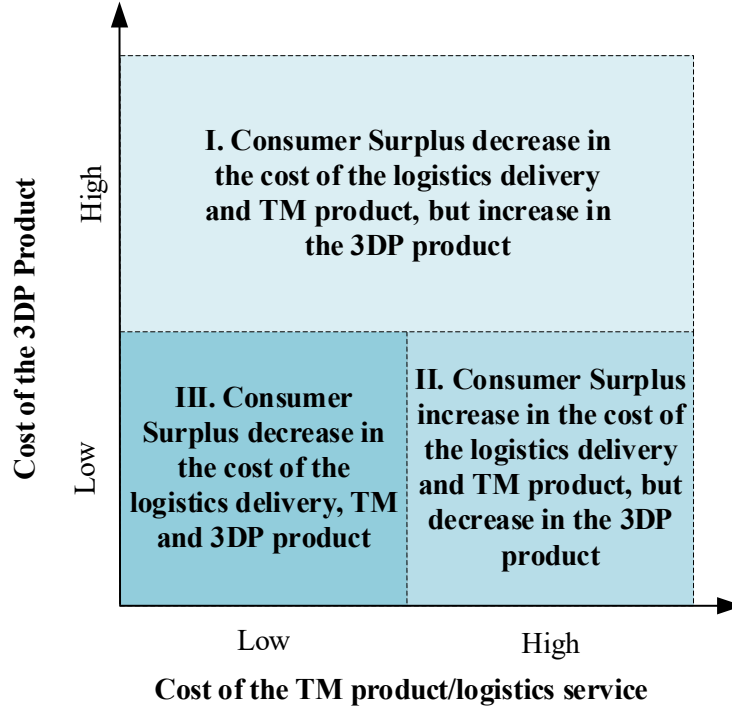 Cost of the 3DP Product
High
Low
I. Consumer Surplus decrease in
the cost of the logistics delivery
and TM product, but increase in
the 3DP product
III. Consumer
Surplus decrease in
the cost of the
logistics delivery, TM
and 3DP product
II. Consumer Surplus
increase in the cost of
the logistics delivery
and TM product, but
decrease in the 3DP
product
Low
High
Cost of the TM product/logistics service